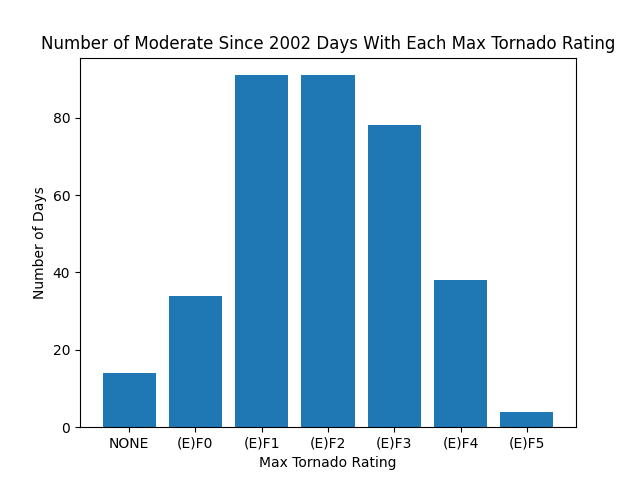 Number of Moderate Since 2002 Days With Each Max Tornado Rating
Number of Days
80
60
40
20
0
NONE (E)F0 (E)F1 (E)F2 (E)F3 (E)F4 (E)F5
Max Tornado Rating